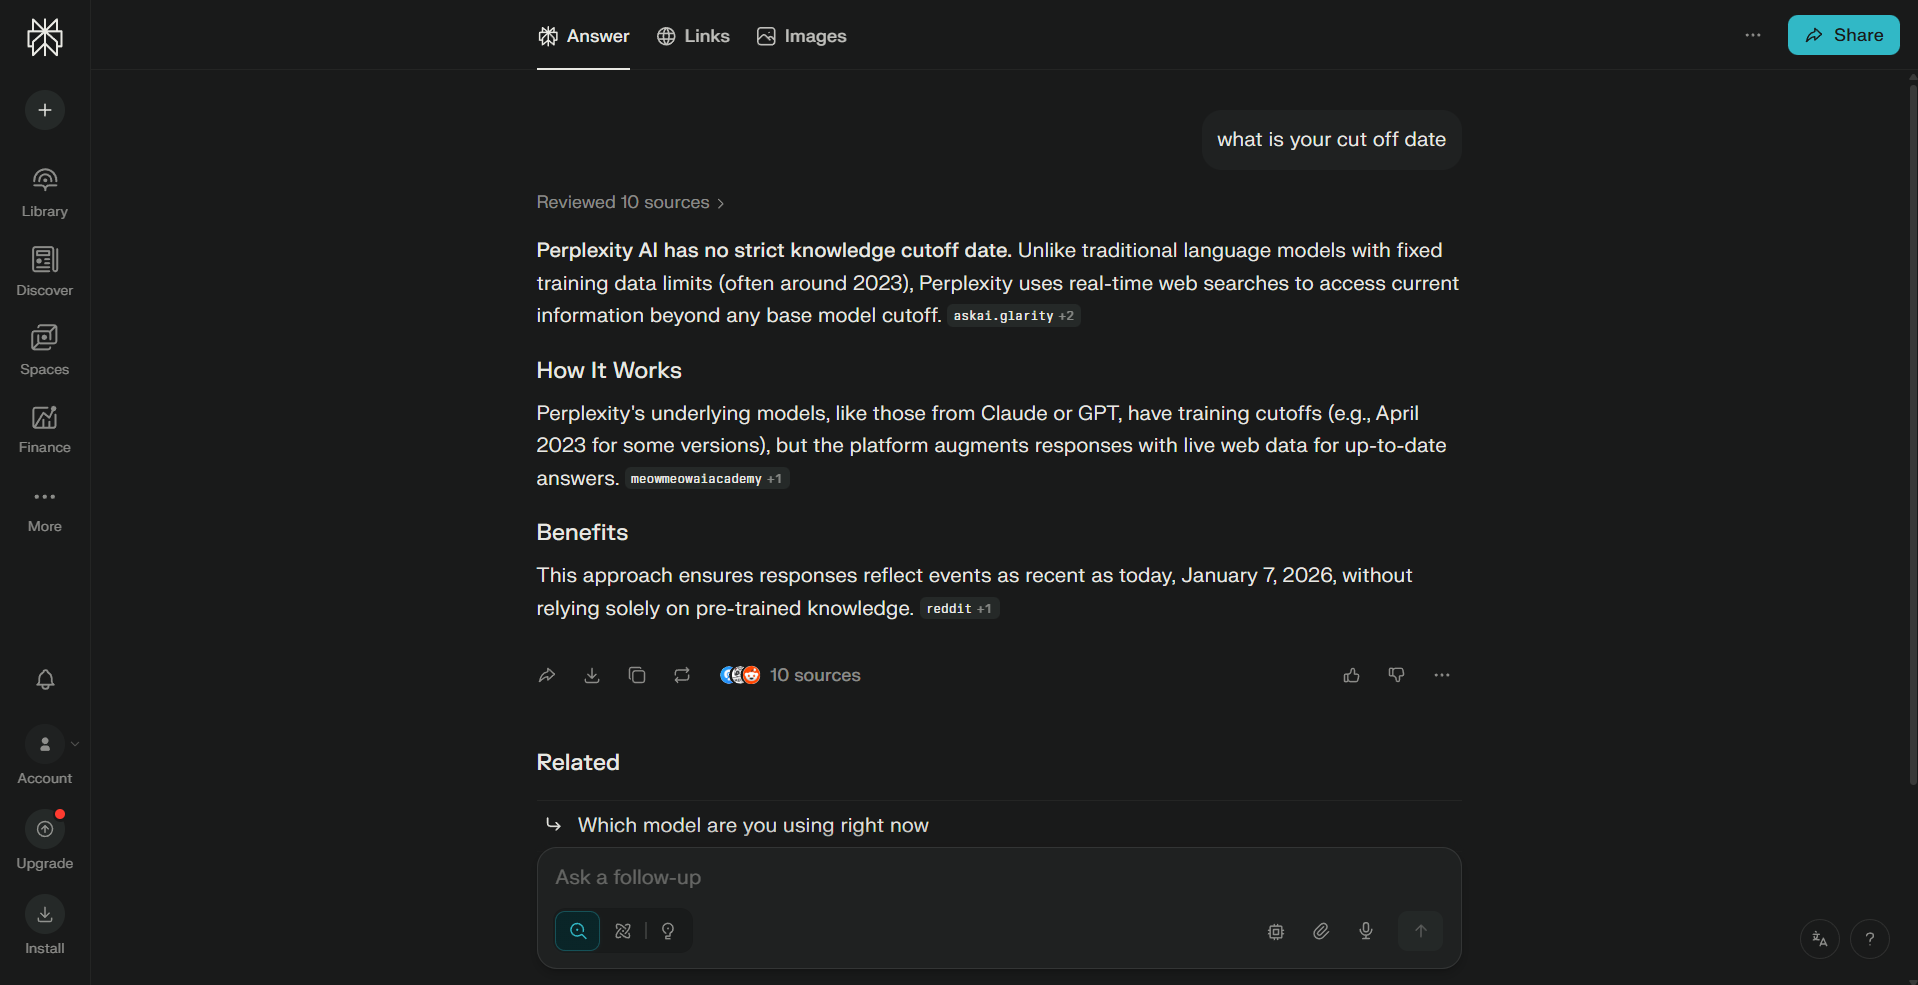 Answer
Links
Images
Share
Library
Discover
Spaces
Finance
More
Account
Upgrade
Install
what is your cut off date
Reviewed 10 sources
Perplexity AI has no strict knowledge cutoff date. Unlike traditional language models with fixed
training data limits (often around 2023), Perplexity uses real-time web searches to access current
information beyond any base model cutoff. askai.glarity +2
How It Works
Perplexity's underlying models, like those from Claude or GPT, have training cutoffs (e.g., April
2023 for some versions), but the platform augments responses with live web data for up-to-date
answers. meowmeowaiacademy +1
Benefits
This approach ensures responses reflect events as recent as today, January 7, 2026, without
relying solely on pre-trained knowledge. reddit +1
10 sources
Related
Which model are you using right now
Ask a follow-up